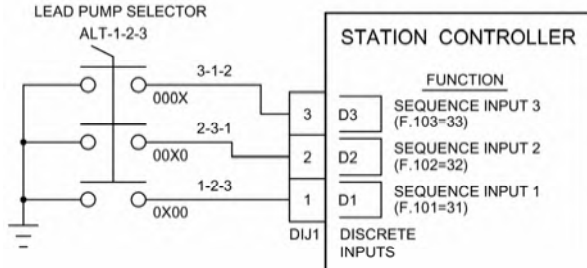 LEAD PUMP SELECTOR
ALT-1-2-3
STATION CONTROLLER
FUNCTION
3-1-2
000X
3
D3
SEQUENCE INPUT 3
(F.103=33)
2-3-1
00X0
2
D2
SEQUENCE INPUT 2
(F.102=32)
1-2-3
0X00
1
D1
SEQUENCE INPUT 1
(F.101=31)
DIJ1
DISCRETE
INPUTS